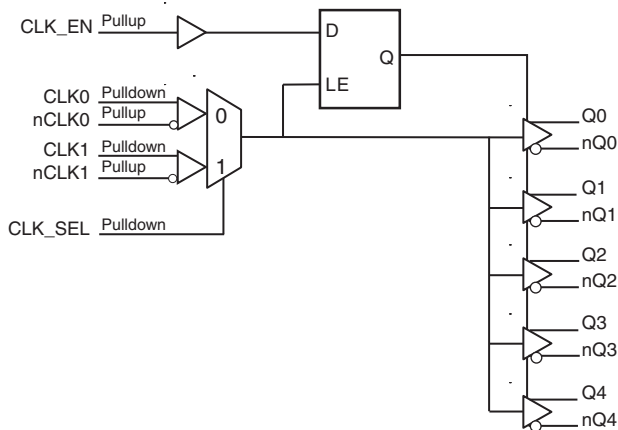 CLK_EN Pullup
D
Q
LE
CLK0 Pulldown
nCLK0 Pullup
0
CLK1 Pulldown
nCLK1 Pullup
1
CLK_SEL Pulldown
Q0
nQ0
Q1
nQ1
Q2
nQ2
Q3
nQ3
Q4
nQ4